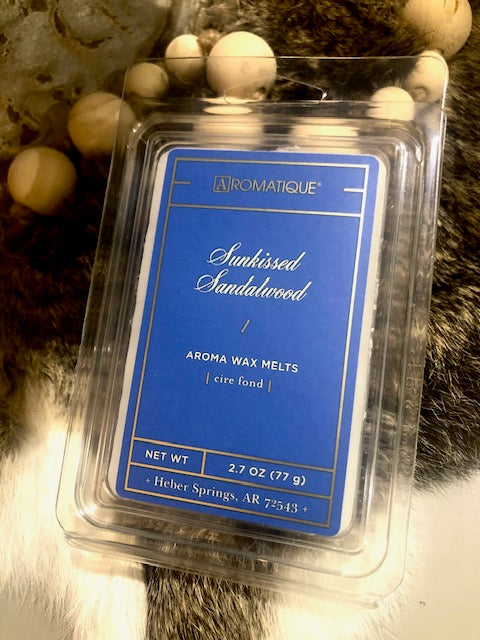 AROMATIQUE®
Sunkissed
Sandalwood
/
AROMA WAX MELTS
| cire fond |
NET WT
2.7 OZ (77 g)
+ Heber Springs, AR 72543 +